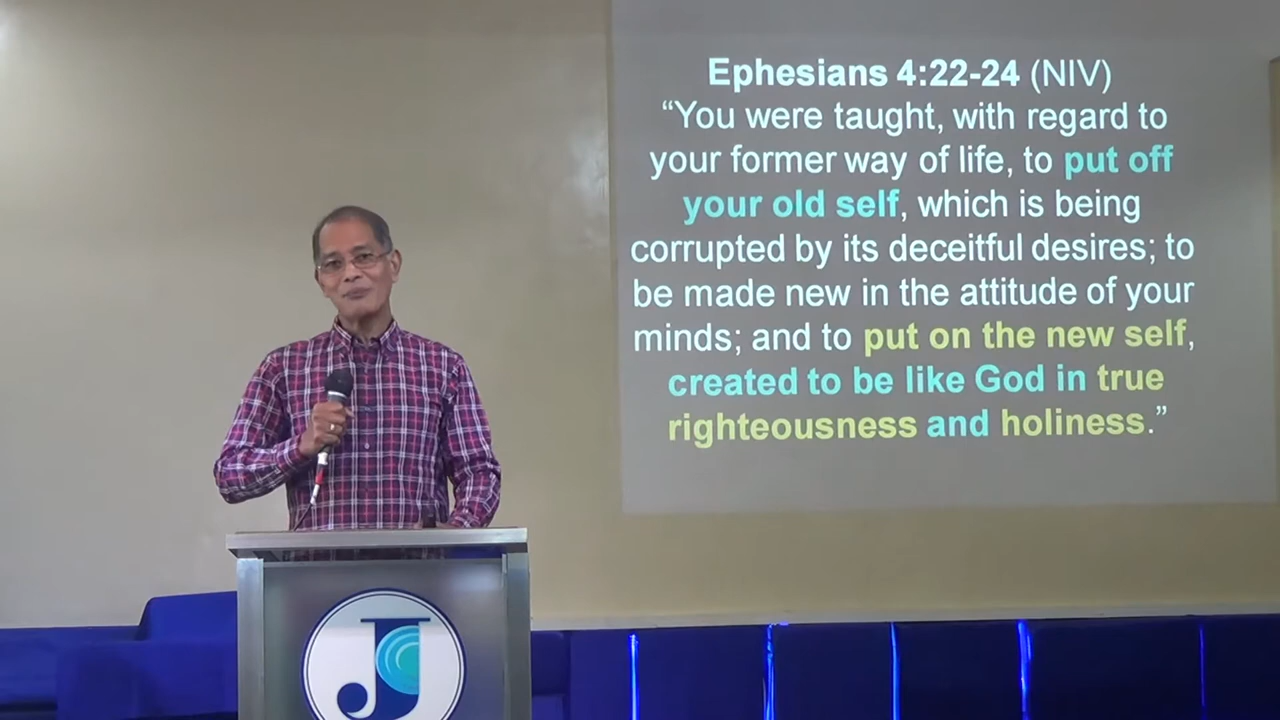 Ephesians 4:22-24 (NIV)
“You were taught, with regard to
your former way of life, to put off
your old self, which is being
corrupted by its deceitful desires; to
be made new in the attitude of your
minds; and to put on the new self,
created to be like God in true
righteousness and holiness.”
J